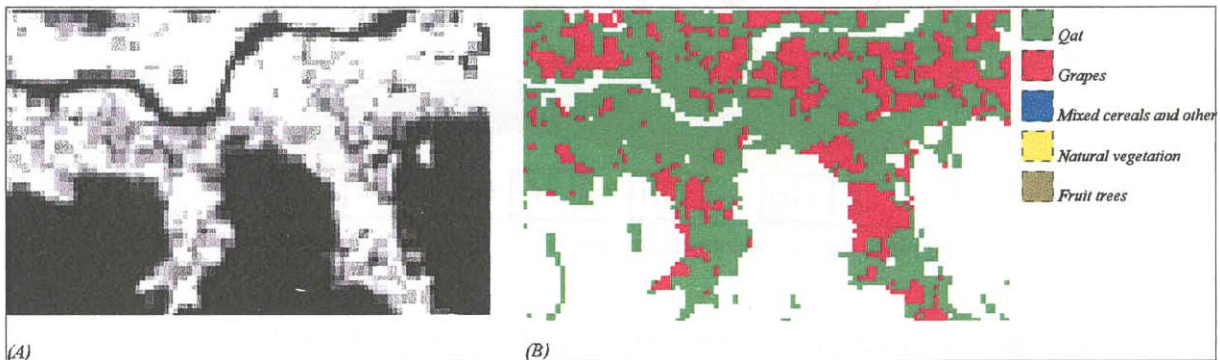 Qat
Grapes
Mixed cereals and other
Natural vegetation
Fruit trees
(A)
(B)